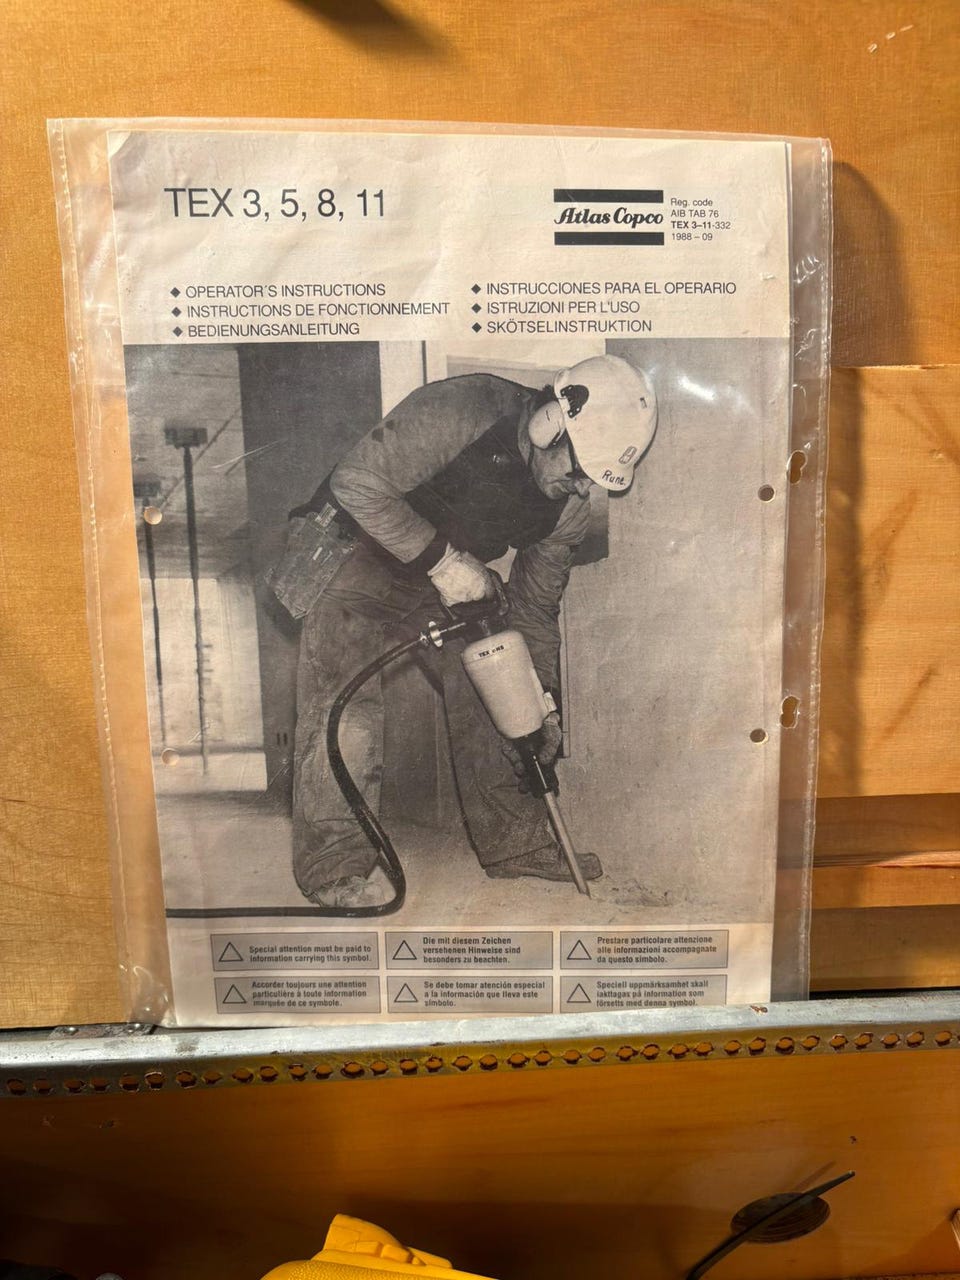 TEX 3, 5, 8, 11
Atlas Copco
Reg. code
AIB TAB 76
TEX 3–11-332
1988 – 09
◆ OPERATOR´S INSTRUCTIONS
◆ INSTRUCTIONS DE FONCTIONNEMENT
◆ BEDIENUNGSANLEITUNG
◆ INSTRUCCIONES PARA EL OPERARIO
◆ ISTRUZIONI PER L'USO
◆ SKÖTSELINSTRUKTION
Rune.
TEX
Special attention must be paid to
information carrying this symbol.
Die mit diesem Zeichen
versehenen Hinweise sind
besonders zu beachten.
Prestare particolare attenzione
alle informazioni accompagnate
da questo simbolo.
Accorder toujours une attention
particulière à toute information
marquée de ce symbole.
Se debe tomar atención especial
a la información que lleva este
símbolo.
Speciell uppmärksamhet skall
iakttagas på information som
försetts med denna symbol.